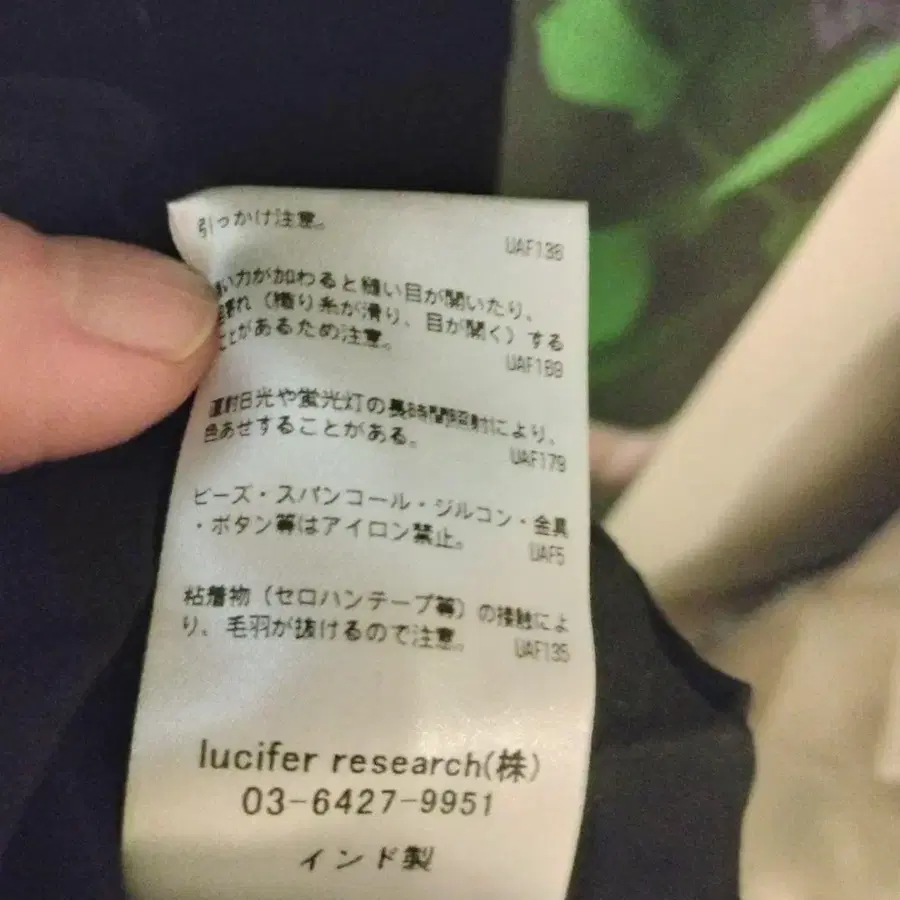 引っかけ注意。
UAF138
い力が加わると縫い目が開いたり、
れ（織り糸が滑り、目が開く）する
ことがあるため注意。
UAF169
直射日光や蛍光灯の長時間照射により、
色あせすることがある。
UAF179
ビーズ・スパンコール・ジルコン・金具
・ボタン等はアイロン禁止。
UAF5
粘着物（セロハンテープ等）の接触によ
り、毛羽が抜けるので注意。
UAF135
lucifer research(株)
03-6427-9951
インド製